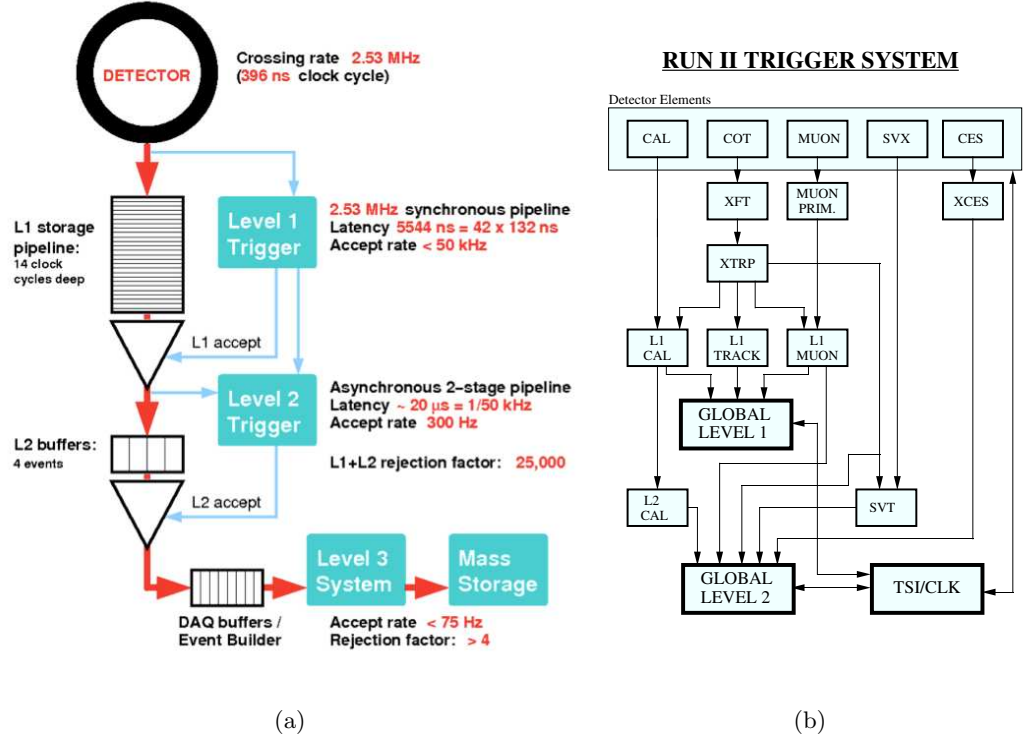 DETECTOR
Crossing rate 2.53 MHz
(396 ns clock cycle)
L1 storage
pipeline:
14 clock
cycles deep
Level 1
Trigger
2.53 MHz synchronous pipeline
Latency 5544 ns = 42 x 132 ns
Accept rate < 50 kHz
L1 accept
Level 2
Trigger
Asynchronous 2–stage pipeline
Latency ~ 20 µs = 1/50 kHz
Accept rate 300 Hz
L2 buffers:
4 events
L1+L2 rejection factor: 25,000
L2 accept
Level 3
System
Mass
Storage
DAQ buffers /
Event Builder
Accept rate < 75 Hz
Rejection factor: > 4
(a)
RUN II TRIGGER SYSTEM
Detector Elements
CAL
COT
MUON
SVX
CES
XFT
MUON
PRIM.
XCES
XTRP
L1
CAL
L1
TRACK
L1
MUON
GLOBAL
LEVEL 1
L2
CAL
SVT
GLOBAL
LEVEL 2
TSI/CLK
(b)